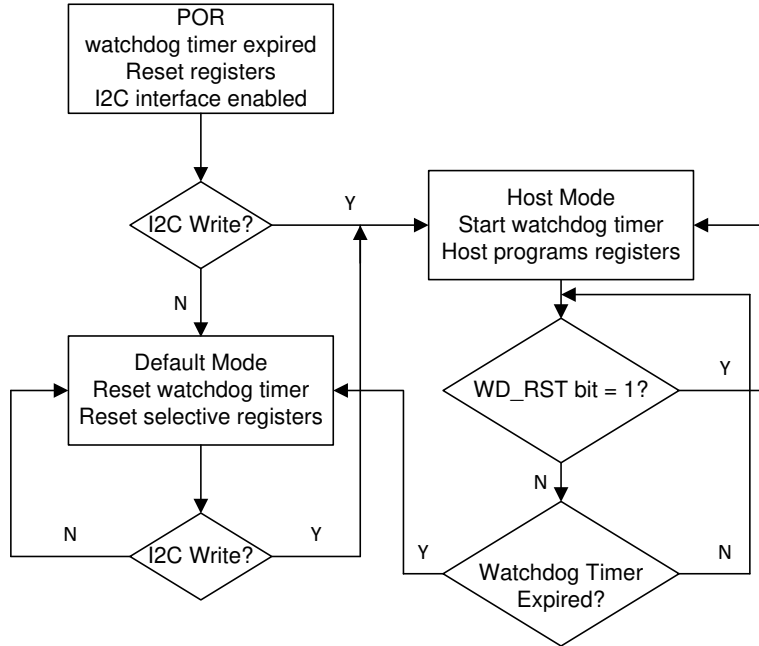 POR
watchdog timer expired
Reset registers
I2C interface enabled
I2C Write?
Y
N
Host Mode
Start watchdog timer
Host programs registers
Default Mode
Reset watchdog timer
Reset selective registers
WD_RST bit = 1?
Y
N
I2C Write?
N
Y
Watchdog Timer
Expired?
Y
N